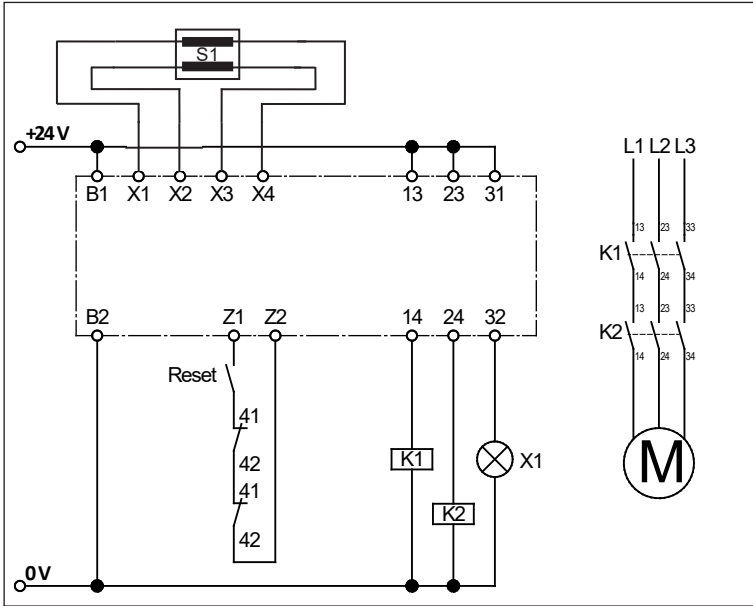 S1
+24 V
B1 X1 X2 X3 X4 13 23 31
B2 Z1 Z2 14 24 32
Reset
41
42
41
42
K1
K2
X1
0 V
L1 L2 L3
13 23 33
K1
14 24 34
13 23 33
K2
14 24 34
M